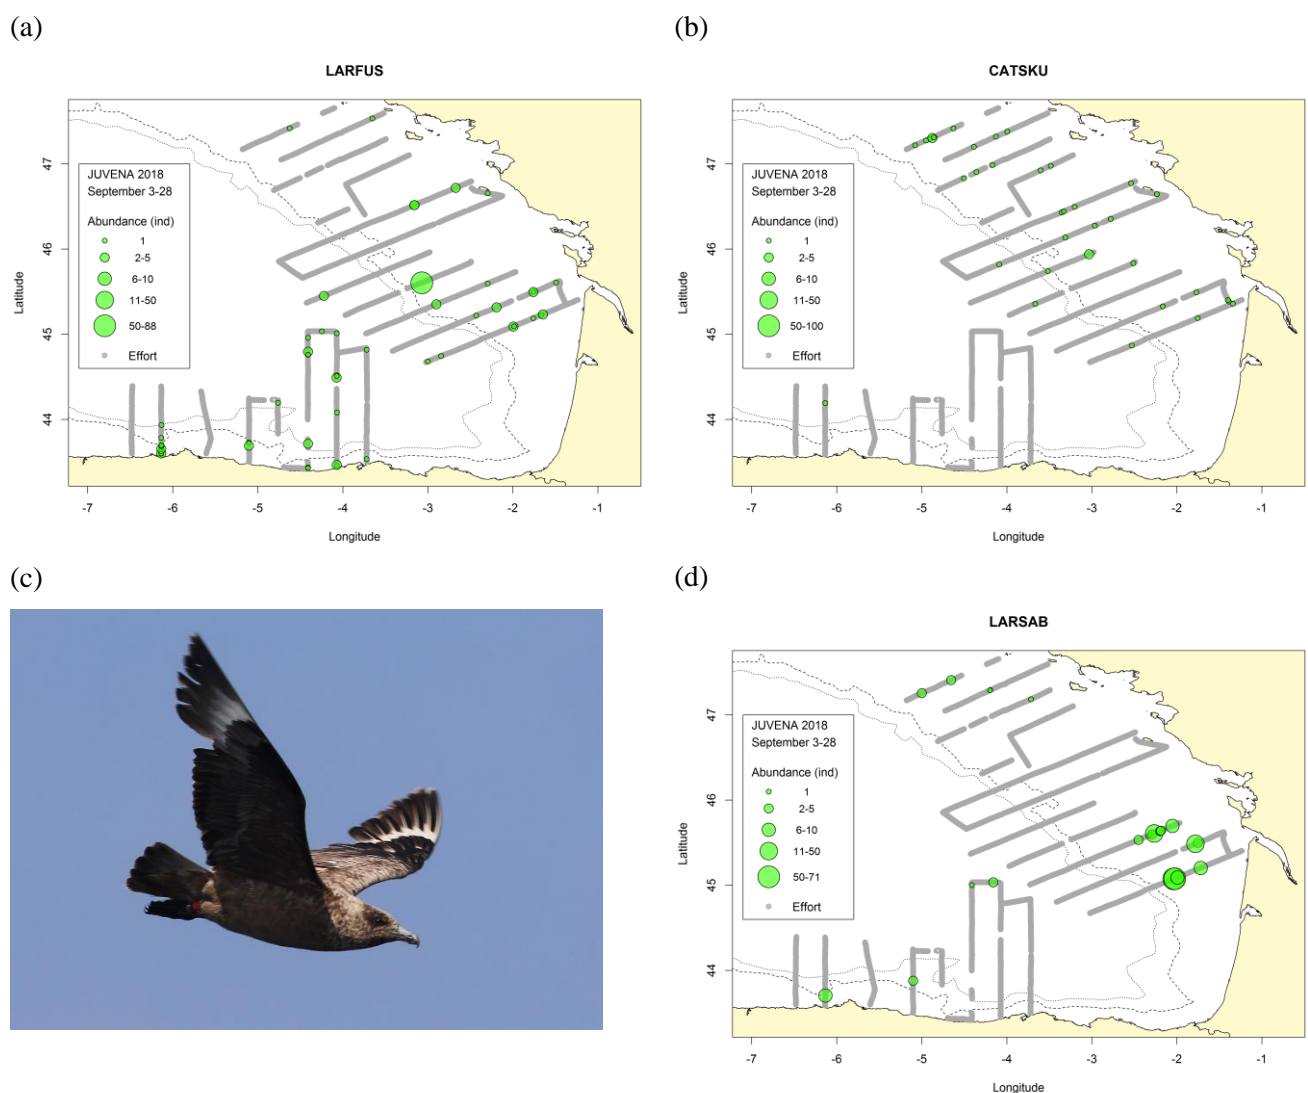 (a)
LARFUS
47
46
45
44
Latitude
JUVENA 2018
September 3-28
Abundance (ind)
1
2-5
6-10
11-50
50-88
Effort
-7 -6 -5 -4 -3 -2 -1
Longitude
(b)
CATSKU
47
46
45
44
Latitude
JUVENA 2018
September 3-28
Abundance (ind)
1
2-5
6-10
11-50
50-100
Effort
-7 -6 -5 -4 -3 -2 -1
Longitude
(c)
(d)
LARSAB
47
46
45
44
Latitude
JUVENA 2018
September 3-28
Abundance (ind)
1
2-5
6-10
11-50
50-71
Effort
-7 -6 -5 -4 -3 -2 -1
Longitude